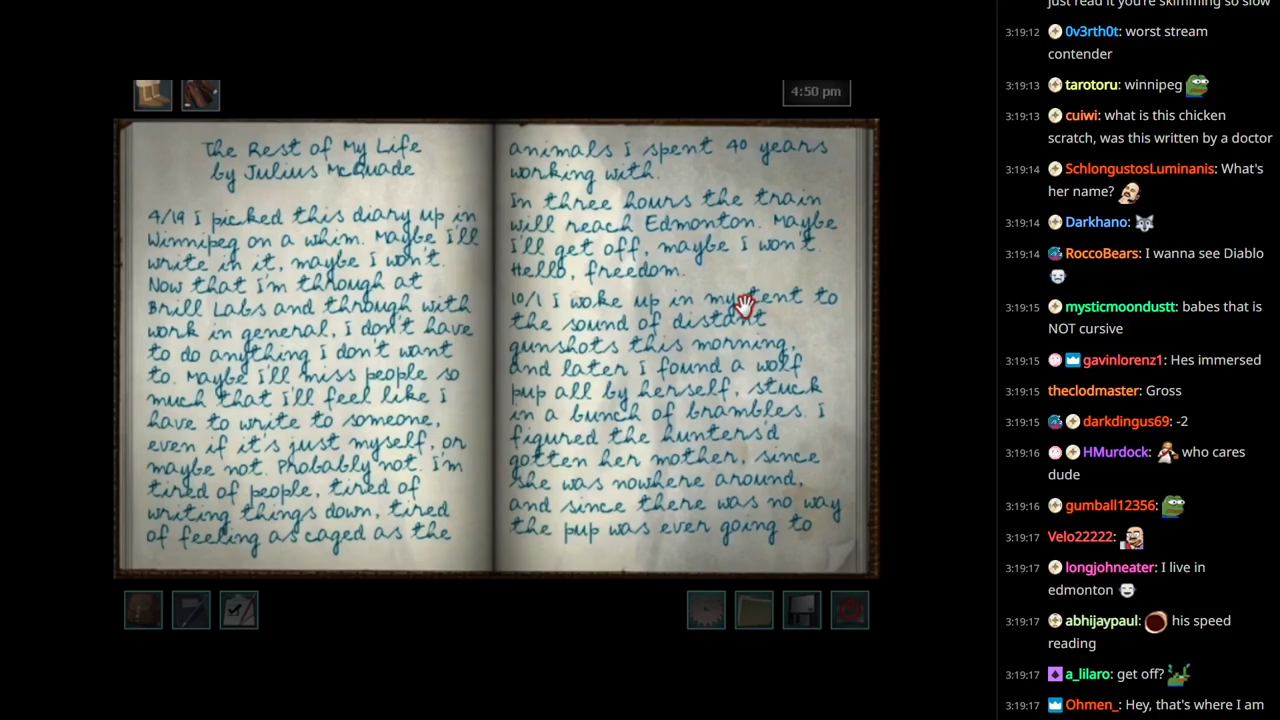 4:50 pm
The Rest of My Life
by Julius McQuade
4/19 I picked this diary up in
Winnipeg on a whim. Maybe I'll
write in it, maybe I won't.
Now that I'm through at
Brill Labs and through with
work in general, I don't have
to do anything I don't want
to. Maybe I'll miss people so
much that I'll feel like I
have to write to someone,
even if it's just myself, or
maybe not. Probably not. I'm
tired of people, tired of
writing things down, tired
of feeling as caged as the
animals I spent 40 years
working with.
In three hours the train
will reach Edmonton. Maybe
I'll get off, maybe I won't.
Hello, freedom.
10/1 I woke up in my tent to
the sound of distant
gunshots this morning,
and later I found a wolf
pup all by herself, stuck
in a bunch of brambles. I
figured the hunters'd
gotten her mother, since
she was nowhere around,
and since there was no way
the pup was ever going to
just read it you're skimming so slow
3:19:12 0v3rth0t: worst stream
contender
3:19:13 tarotoru: winnipeg
3:19:13 cuiwi: what is this chicken
scratch, was this written by a doctor
3:19:14 SchlongustosLuminanis: What's
her name?
3:19:14 Darkhano:
3:19:14 RoccoBears: I wanna see Diablo
3:19:15 mysticmoondustt: babes that is
NOT cursive
3:19:15 gavinlorenz1: Hes immersed
3:19:15 theclodmaster: Gross
3:19:15 darkdingus69: -2
3:19:16 HMurdock: who cares
dude
3:19:16 gumball12356:
3:19:17 Velo22222:
3:19:17 longjohneater: I live in
edmonton
3:19:17 abhijaypaul: his speed
reading
3:19:17 a_lilaro: get off?
3:19:17 Ohmen_: Hey, that's where I am